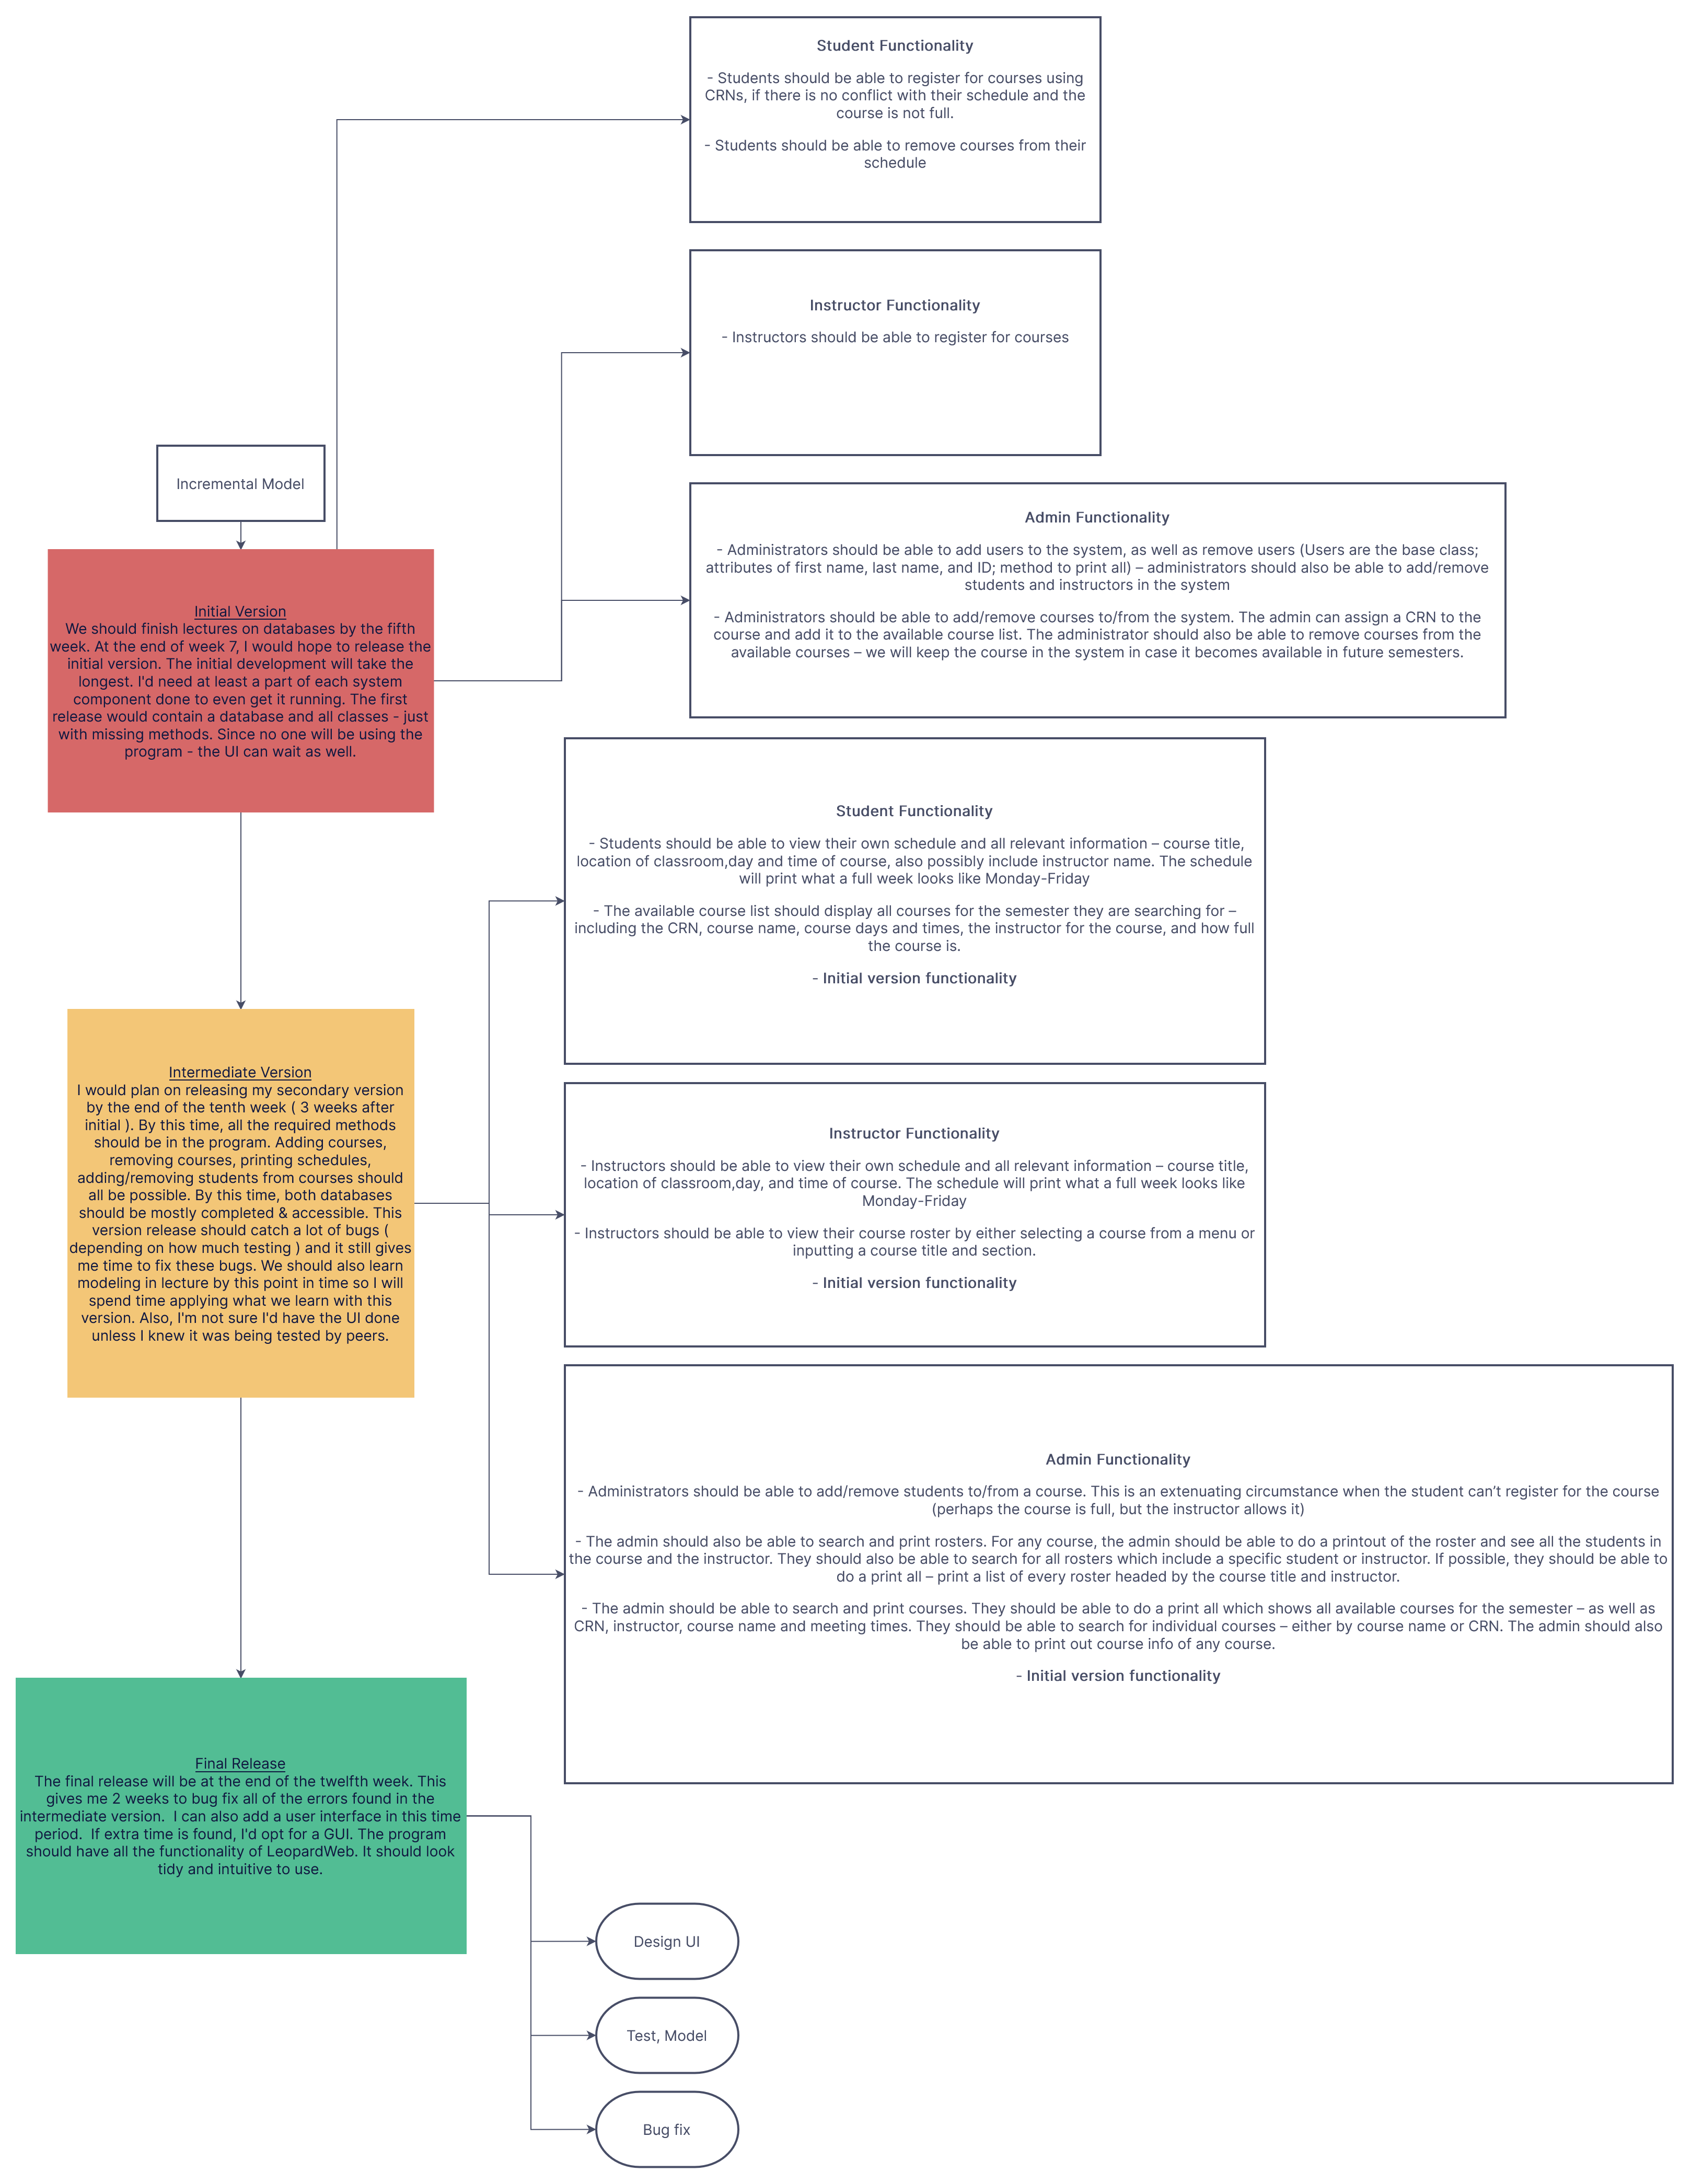 Student Functionality
- Students should be able to register for courses using
CRNs, if there is no conflict with their schedule and the
course is not full.
- Students should be able to remove courses from their
schedule
Instructor Functionality
- Instructors should be able to register for courses
Incremental Model
Admin Functionality
- Administrators should be able to add users to the system, as well as remove users (Users are the base class;
attributes of first name, last name, and ID; method to print all) – administrators should also be able to add/remove
students and instructors in the system
- Administrators should be able to add/remove courses to/from the system. The admin can assign a CRN to the
course and add it to the available course list. The administrator should also be able to remove courses from the
available courses – we will keep the course in the system in case it becomes available in future semesters.
Initial Version
We should finish lectures on databases by the fifth
week. At the end of week 7, I would hope to release the
initial version. The initial development will take the
longest. I'd need at least a part of each system
component done to even get it running. The first
release would contain a database and all classes - just
with missing methods. Since no one will be using the
program - the UI can wait as well.
Student Functionality
- Students should be able to view their own schedule and all relevant information – course title,
location of classroom,day and time of course, also possibly include instructor name. The schedule
will print what a full week looks like Monday-Friday
- The available course list should display all courses for the semester they are searching for –
including the CRN, course name, course days and times, the instructor for the course, and how full
the course is.
- Initial version functionality
Intermediate Version
I would plan on releasing my secondary version
by the end of the tenth week ( 3 weeks after
initial ). By this time, all the required methods
should be in the program. Adding courses,
removing courses, printing schedules,
adding/removing students from courses should
all be possible. By this time, both databases
should be mostly completed & accessible. This
version release should catch a lot of bugs (
depending on how much testing ) and it still gives
me time to fix these bugs. We should also learn
modeling in lecture by this point in time so I will
spend time applying what we learn with this
version. Also, I'm not sure I'd have the UI done
unless I knew it was being tested by peers.
Instructor Functionality
- Instructors should be able to view their own schedule and all relevant information – course title,
location of classroom,day, and time of course. The schedule will print what a full week looks like
Monday-Friday
- Instructors should be able to view their course roster by either selecting a course from a menu or
inputting a course title and section.
- Initial version functionality
Admin Functionality
- Administrators should be able to add/remove students to/from a course. This is an extenuating circumstance when the student can’t register for the course
(perhaps the course is full, but the instructor allows it)
- The admin should also be able to search and print rosters. For any course, the admin should be able to do a printout of the roster and see all the students in
the course and the instructor. They should also be able to search for all rosters which include a specific student or instructor. If possible, they should be able to
do a print all – print a list of every roster headed by the course title and instructor.
- The admin should be able to search and print courses. They should be able to do a print all which shows all available courses for the semester – as well as
CRN, instructor, course name and meeting times. They should be able to search for individual courses – either by course name or CRN. The admin should also
be able to print out course info of any course.
- Initial version functionality
Final Release
The final release will be at the end of the twelfth week. This
gives me 2 weeks to bug fix all of the errors found in the
intermediate version.  I can also add a user interface in this time
period.  If extra time is found, I'd opt for a GUI. The program
should have all the functionality of LeopardWeb. It should look
tidy and intuitive to use.
Design UI
Test, Model
Bug fix